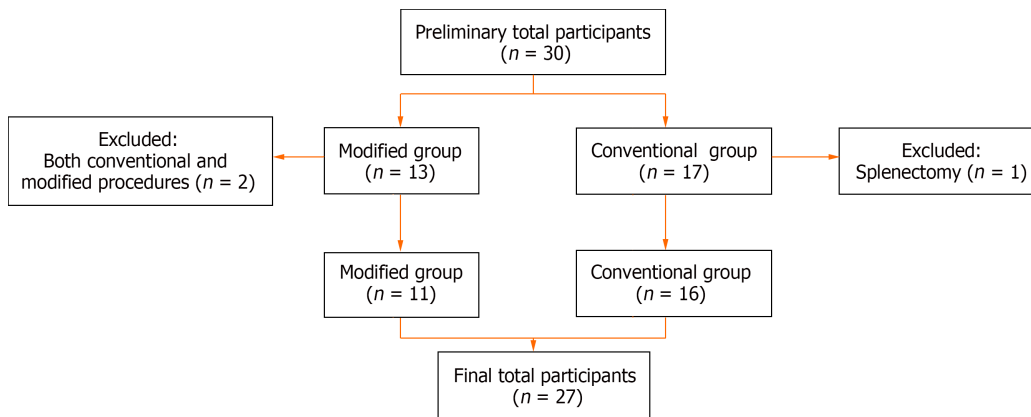 Preliminary total participants
(n = 30)
Excluded:
Both conventional and
modified procedures (n = 2)
Modified group
(n = 13)
Conventional group
(n = 17)
Excluded:
Splenectomy (n = 1)
Modified group
(n = 11)
Conventional group
(n = 16)
Final total participants
(n = 27)